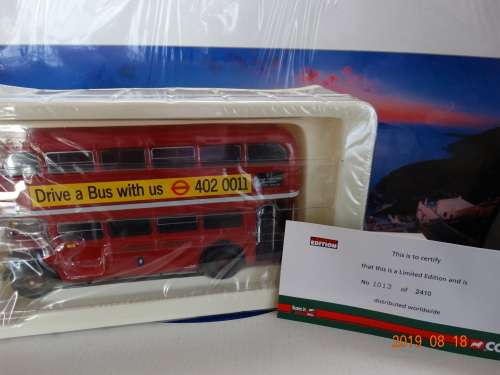 Drive a Bus with us 402 0011
EDITION
This is to certify
that this is a Limited Edition and is
No 1013 of 2410
distributed worldwide
CO
2019 08 18